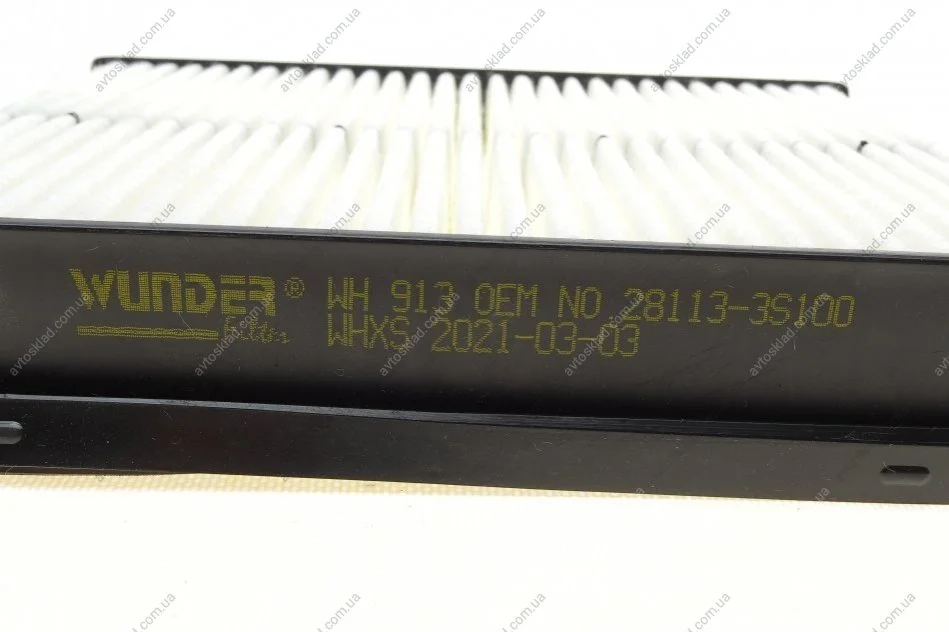 WUNDER® WH 913 OEM NO 28113-3S100
Filter WHXS 2021-03-03
avtosklad.com.ua